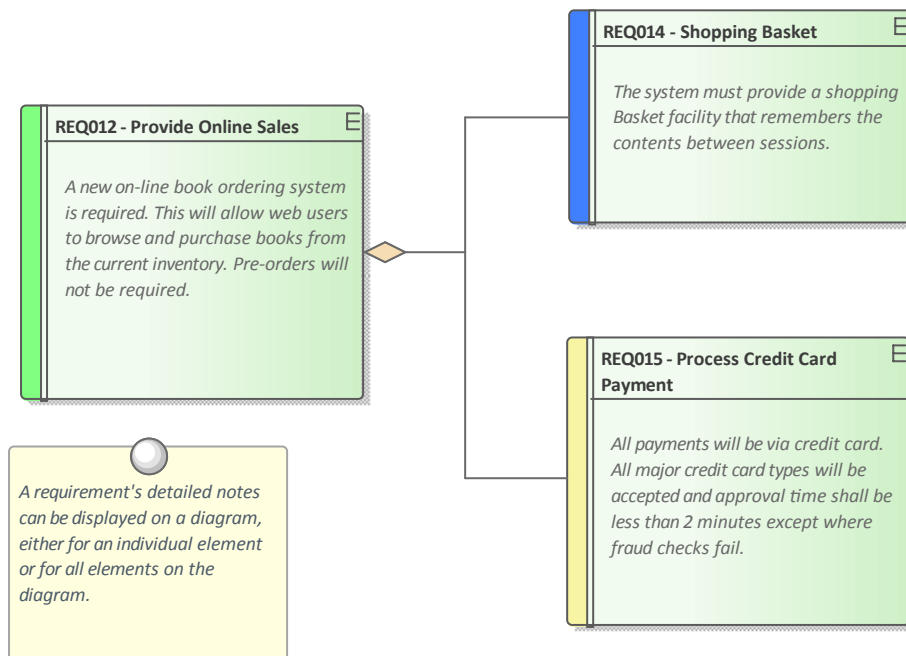 REQ012 - Provide Online Sales
A new on-line book ordering system
is required. This will allow web users
to browse and purchase books from
the current inventory. Pre-orders will
not be required.
A requirement's detailed notes
can be displayed on a diagram,
either for an individual element
or for all elements on the
diagram.
REQ014 - Shopping Basket
The system must provide a shopping
Basket facility that remembers the
contents between sessions.
REQ015 - Process Credit Card
Payment
All payments will be via credit card.
All major credit card types will be
accepted and approval time shall be
less than 2 minutes except where
fraud checks fail.